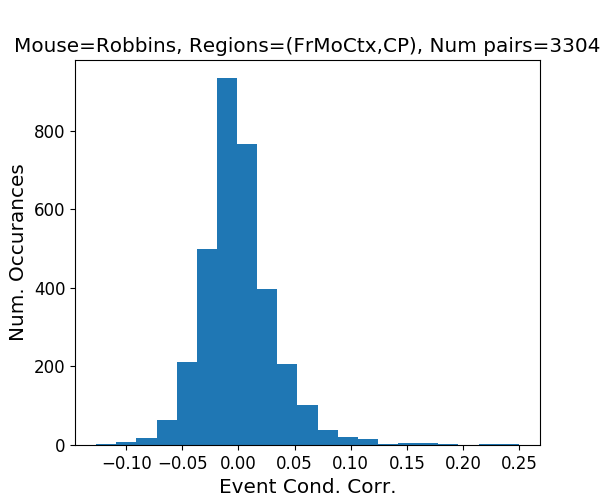 Mouse=Robbins, Regions=(FrMoCtx,CP), Num pairs=3304
800
600
400
200
0
Num. Occurances
−0.10 −0.05 0.00 0.05 0.10 0.15 0.20 0.25
Event Cond. Corr.